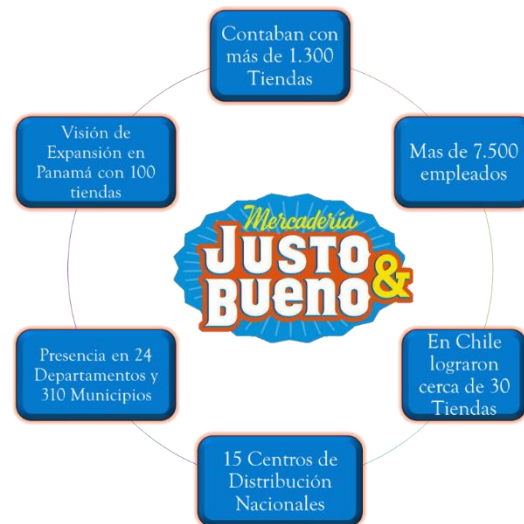 Contaban con
más de 1.300
Tiendas
Mas de 7.500
empleados
En Chile
lograron
cerca de 30
Tiendas
15 Centros de
Distribución
Nacionales
Presencia en 24
Departamentos y
310 Municipios
Visión de
Expansión en
Panamá con 100
tiendas
Mercadería
JUSTO
& BUENO